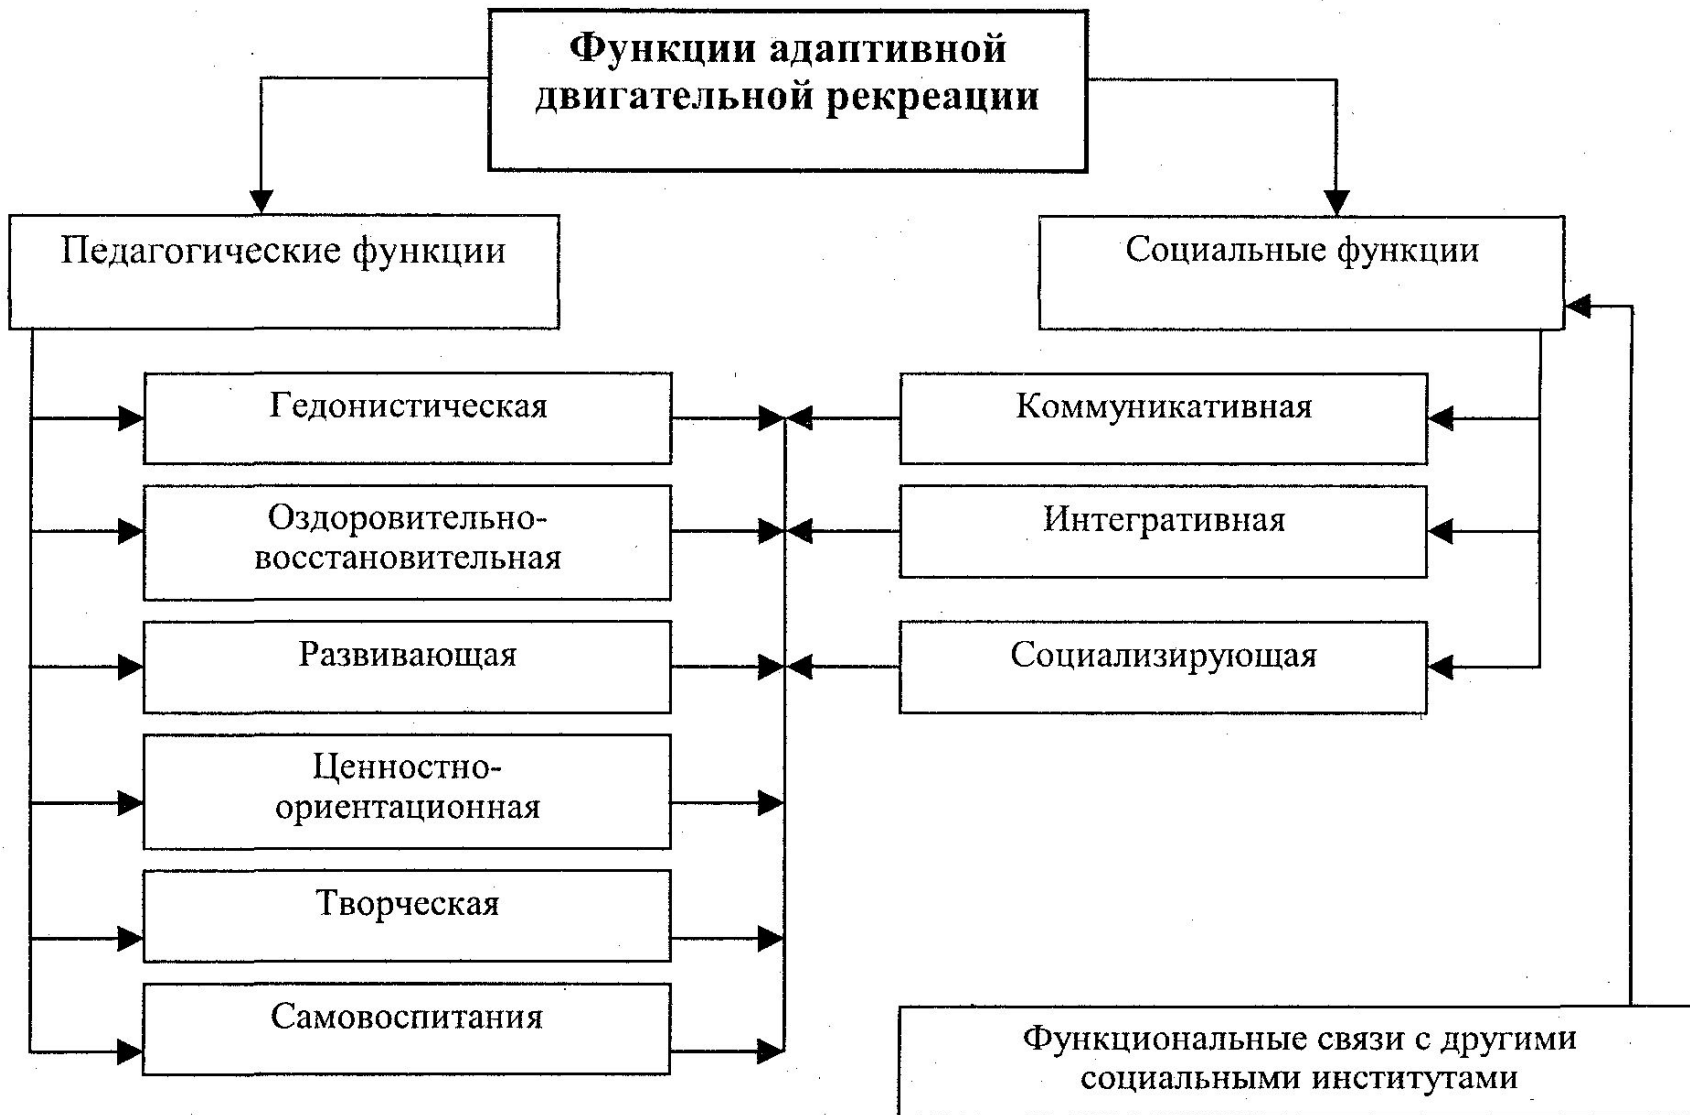 Функции адаптивной
двигательной рекреации
Педагогические функции
Социальные функции
Гедонистическая
Коммуникативная
Оздоровительно-
восстановительная
Интегративная
Развивающая
Социализирующая
Ценностно-
ориентационная
Творческая
Самовоспитания
Функциональные связи с другими
социальными институтами